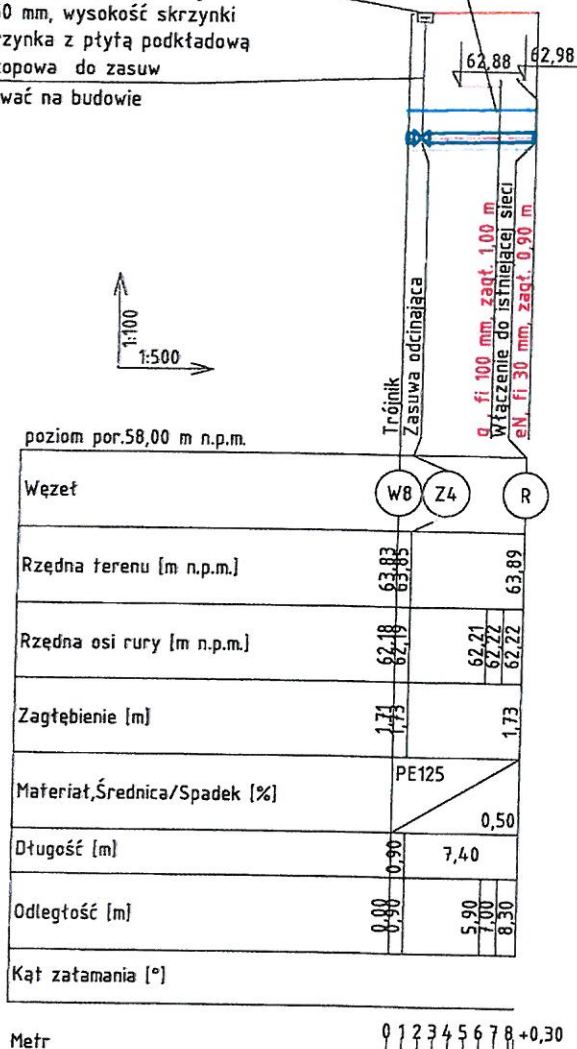 50 mm, wysokość skrzynki
rzynka z płytą podkładową
opowa do zasuw
wać na budowie
62,88
62,98
1:100
1:500
Trójnik
Zasuwa odcinająca
g, fi 100 mm, zagł. 1,00 m
Włączenie do istniejącej sieci
eN, fi 30 mm, zagł. 0,90 m
poziom por.58,00 m n.p.m.
Węzeł
W8 Z4 R
Rzędna terenu [m n.p.m.]
63,83 63,85 63,89
Rzędna osi rury [m n.p.m.]
62,18 62,19 62,21 62,22 62,22
Zagłębienie [m]
1,71 1,73 1,73
Materiał,Średnica/Spadek [%]
PE125
0,50
Długość [m]
0,90 7,40
Odległość [m]
0,00 0,90 5,90 7,00 8,30
Kąt załamania [°]
Metr
0 1 2 3 4 5 6 7 8 +0,30